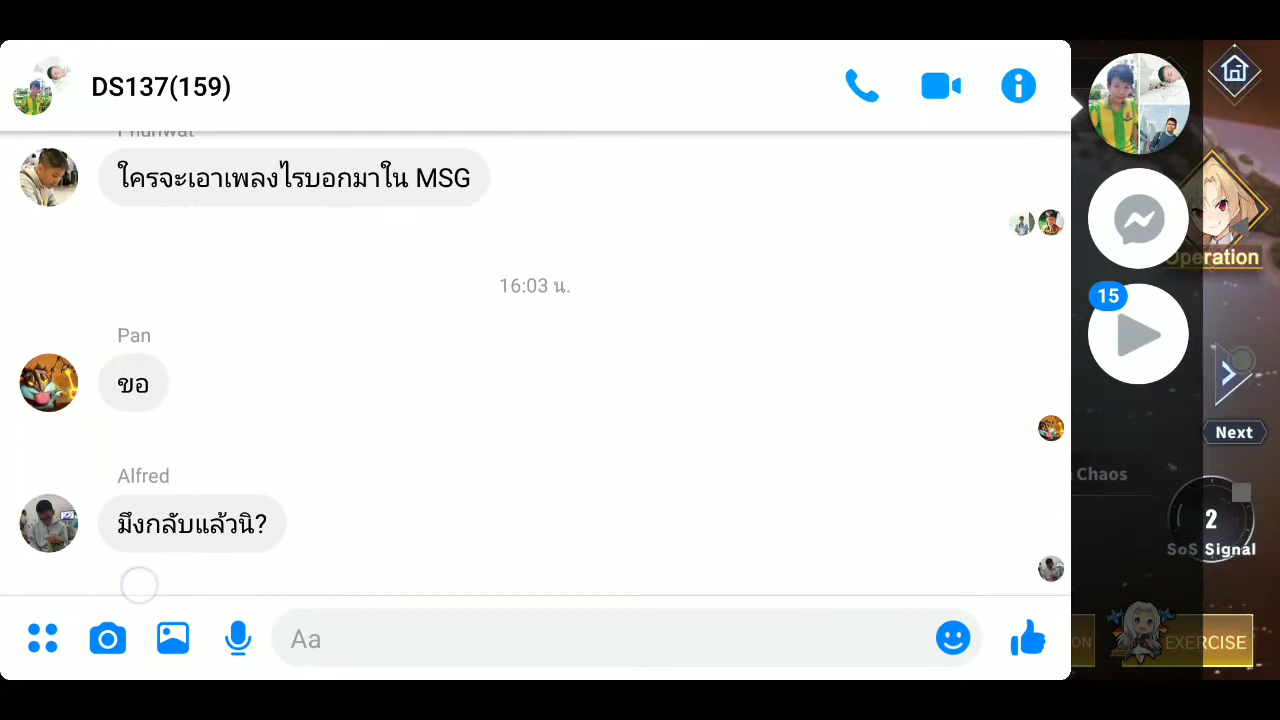 DS137(159)
Phunwat
ใครจะเอาเพลงไรบอกมาใน MSG
16:03 น.
Pan
ขอ
Alfred
มึงกลับแล้วนิ?
Aa
15
Operation
Next
Chaos
2
SoS Signal
ON
EXERCISE